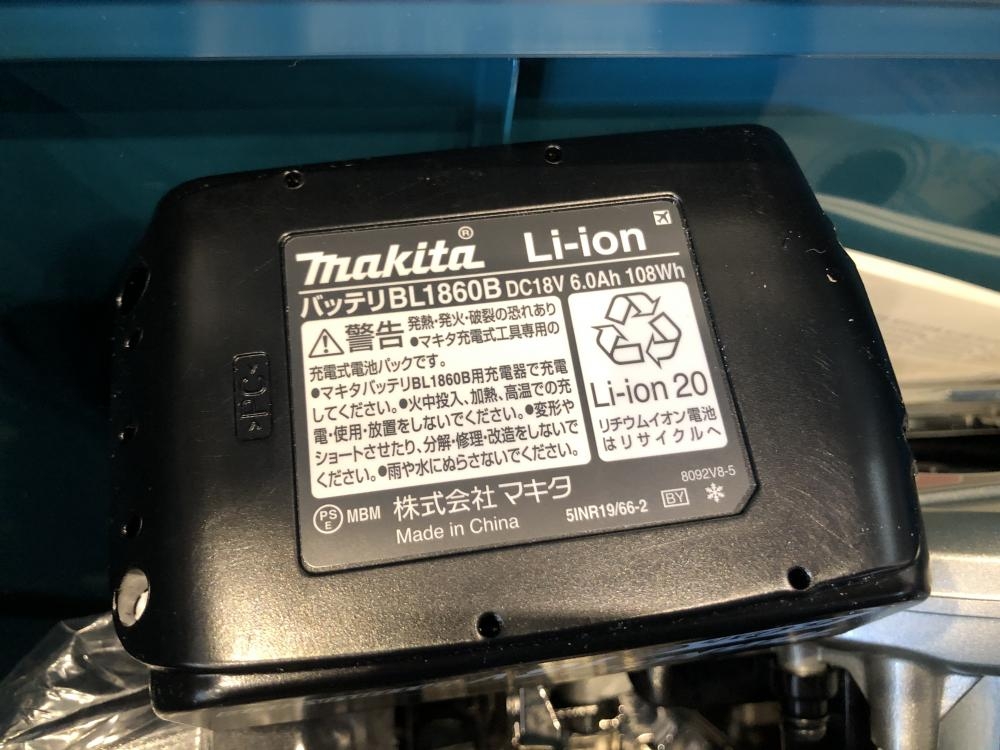 makita® Li-ion
バッテリBL1860B DC18V 6.0Ah 108Wh
警告 発熱・発火・破裂の恐れあり
●マキタ充電式工具専用の
充電式電池パックです。
●マキタバッテリBL1860B用充電器で充電
してください。●火中投入、加熱、高温での充
電・使用・放置をしないでください。●変形や
ショートさせたり、分解・修理・改造をしないで
ください。●雨や水にぬらさないでください。
Li-ion 20
リチウムイオン電池
はリサイクルへ
8092V8-5
PSE MBM 株式会社マキタ
Made in China
5INR19/66-2 BY